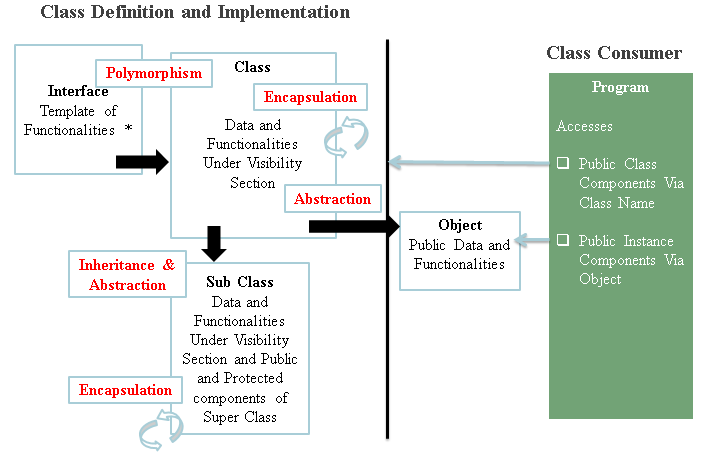 Class Definition and Implementation
Polymorphism
Interface
Template of
Functionalities *
Class
Encapsulation
Data and
Functionalities
Under Visibility
Section
Abstraction
Inheritance &
Abstraction
Sub Class
Data and
Functionalities
Under Visibility
Section and Public
and Protected
components of
Super Class
Encapsulation
Object
Public Data and
Functionalities
Class Consumer
Program
Accesses
Public Class
Components Via
Class Name
Public Instance
Components Via
Object